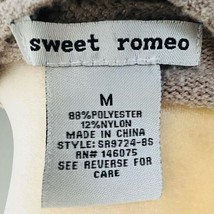 sweet romeo
M
88%POLYESTER
12%NYLON
MADE IN CHINA
STYLE: SR9724-BS
RN# 146075
SEE REVERSE FOR
CARE